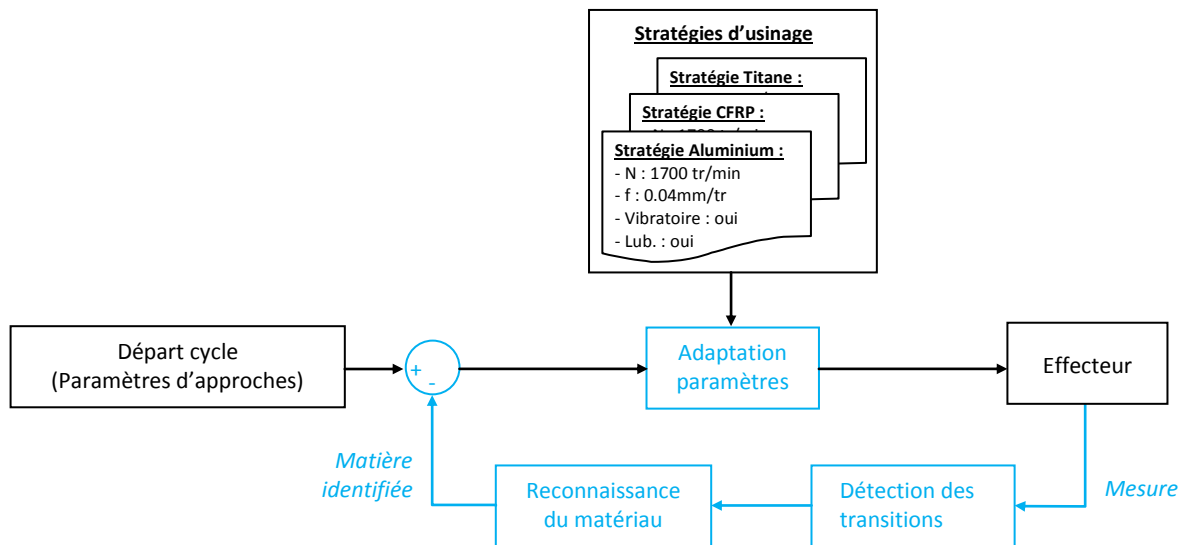 Stratégies d'usinage
Stratégie Titane :
Stratégie CFRP :
Stratégie Aluminium :
- N : 1700 tr/min
- f : 0.04mm/tr
- Vibratoire : oui
- Lub. : oui
Départ cycle
(Paramètres d'approches)
+
-
Adaptation
paramètres
Effecteur
Matière
identifiée
Reconnaissance
du matériau
Détection des
transitions
Mesure